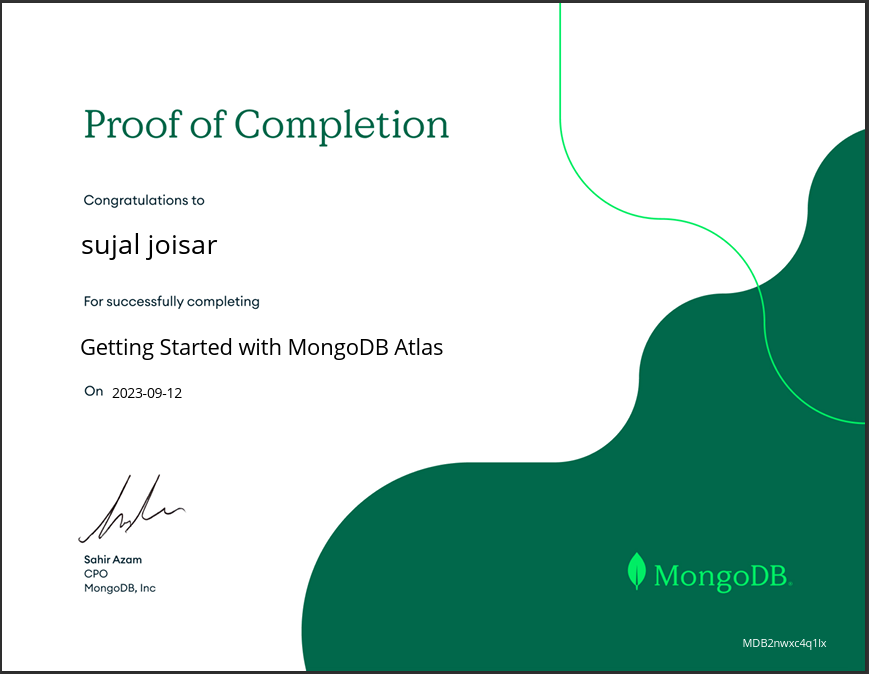 Proof of Completion
Congratulations to
sujal joisar
For successfully completing
Getting Started with MongoDB Atlas
On 2023-09-12
Sahir Azam
CPO
MongoDB, Inc
MongoDB.
MDB2nwxc4q1lx